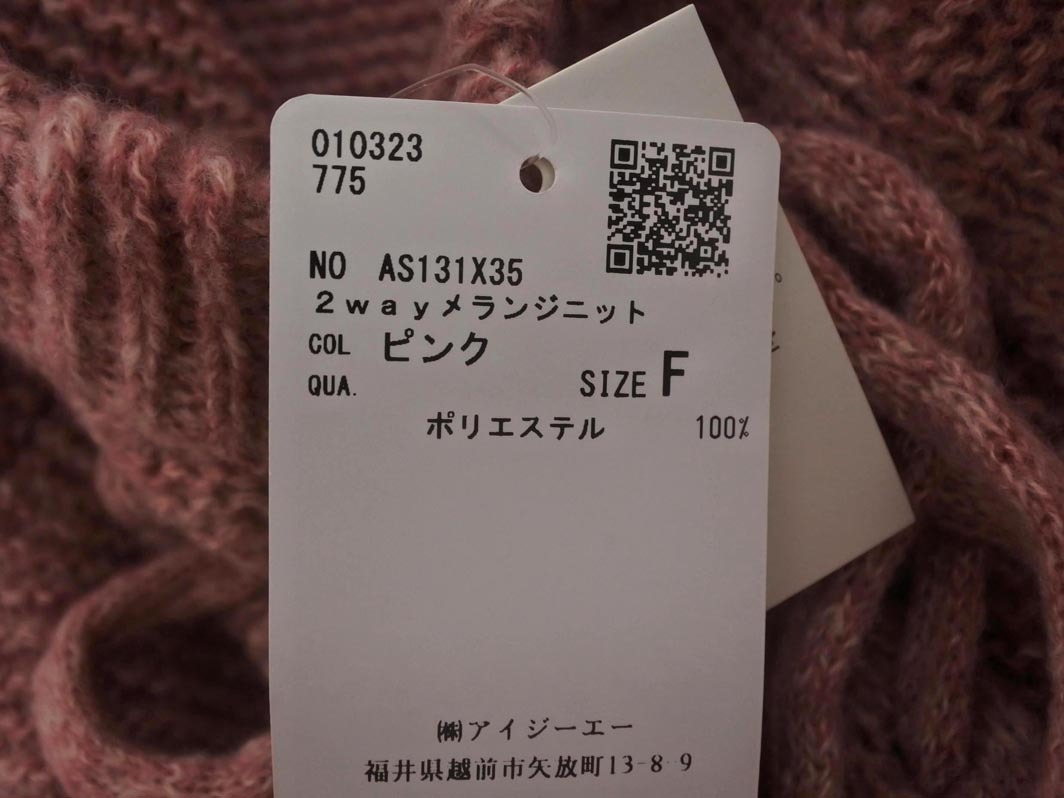 010323
775
NO AS131X35
2wayメランジニット
COL ピンク
QUA.
SIZE F
ポリエステル 100%
㈱アイジーエー
福井県越前市矢放町13-8-9